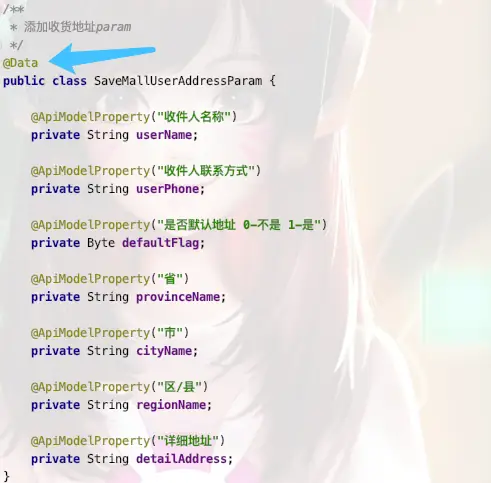 /**
 * 添加收货地址param
 */
@Data
public class SaveMallUserAddressParam {
    @ApiModelProperty("收件人名称")
    private String userName;
    @ApiModelProperty("收件人联系方式")
    private String userPhone;
    @ApiModelProperty("是否默认地址 0-不是 1-是")
    private Byte defaultFlag;
    @ApiModelProperty("省")
    private String provinceName;
    @ApiModelProperty("市")
    private String cityName;
    @ApiModelProperty("区/县")
    private String regionName;
    @ApiModelProperty("详细地址")
    private String detailAddress;
}